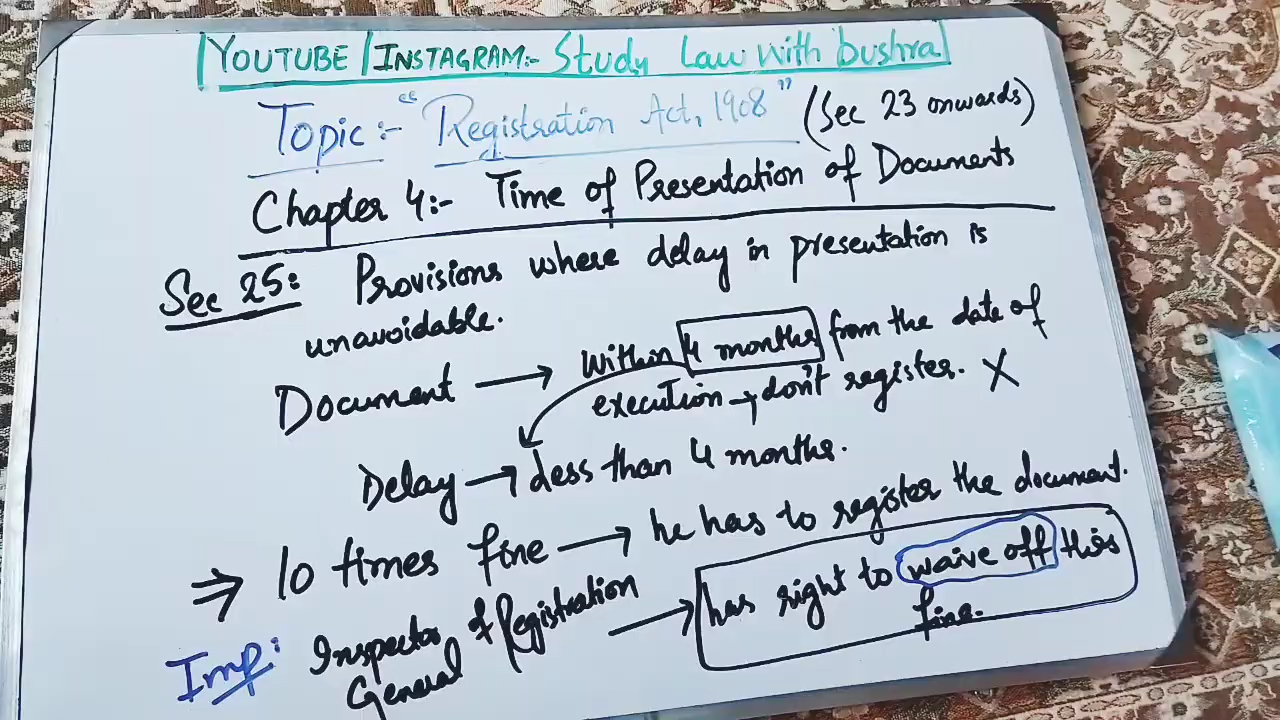 YOUTUBE | INSTAGRAM:- Study Law with bushra
Topic:- "Registration Act, 1908" (Sec 23 onwards)
Chapter 4:- Time of Presentation of Documents
Sec 25: Provisions where delay in presentation is
unavoidable.
Document → Within 4 months from the date of
execution → don't register. X
Delay → Less than 4 months.
⇒ 10 times fine → he has to register the document.
Imp: Inspector General of Registration → has right to waive off this
fine.